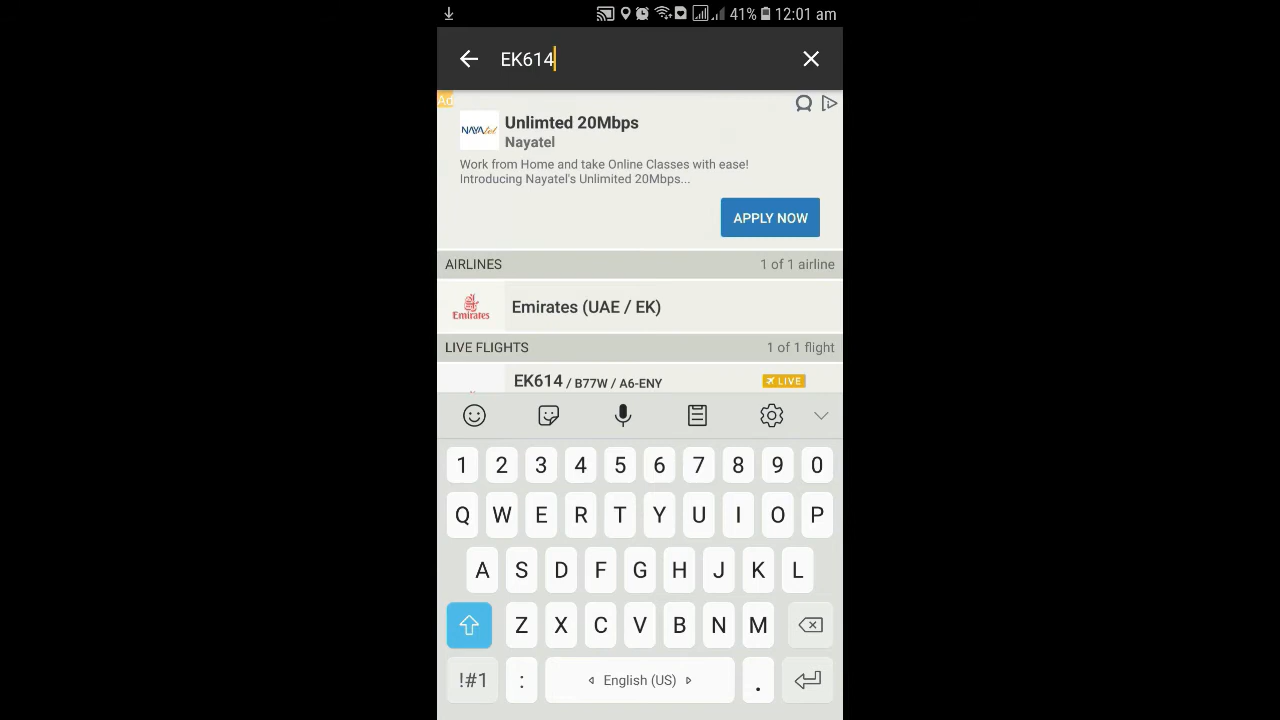 41% 12:01 am
EK614
Ad
Unlimted 20Mbps
NAYAtel
Nayatel
Work from Home and take Online Classes with ease!
Introducing Nayatel's Unlimited 20Mbps...
APPLY NOW
AIRLINES 1 of 1 airline
Emirates
Emirates (UAE / EK)
LIVE FLIGHTS 1 of 1 flight
EK614 / B77W / A6-ENY LIVE
1 2 3 4 5 6 7 8 9 0
Q W E R T Y U I O P
A S D F G H J K L
Z X C V B N M
!#1 : English (US) .